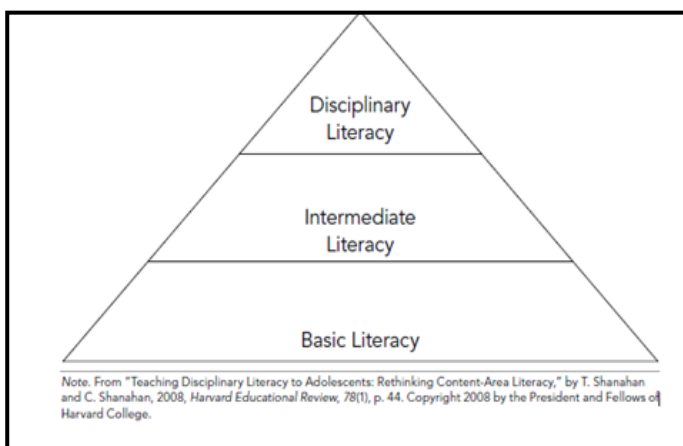 Disciplinary
Literacy
Intermediate
Literacy
Basic Literacy
Note. From "Teaching Disciplinary Literacy to Adolescents: Rethinking Content-Area Literacy," by T. Shanahan
and C. Shanahan, 2008, Harvard Educational Review, 78(1), p. 44. Copyright 2008 by the President and Fellows of
Harvard College.